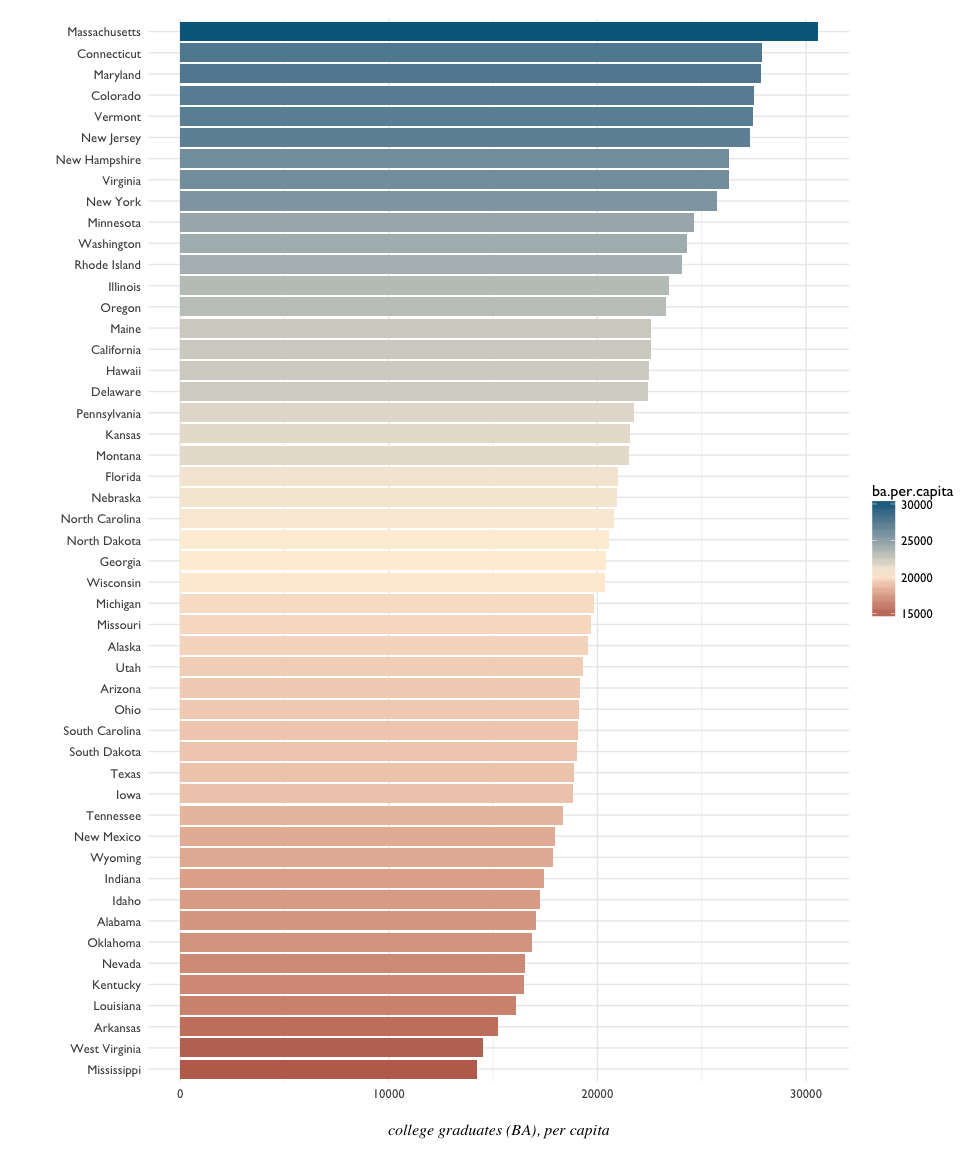 Massachusetts
Connecticut
Maryland
Colorado
Vermont
New Jersey
New Hampshire
Virginia
New York
Minnesota
Washington
Rhode Island
Illinois
Oregon
Maine
California
Hawaii
Delaware
Pennsylvania
Kansas
Montana
Florida
Nebraska
North Carolina
North Dakota
Georgia
Wisconsin
Michigan
Missouri
Alaska
Utah
Arizona
Ohio
South Carolina
South Dakota
Texas
Iowa
Tennessee
New Mexico
Wyoming
Indiana
Idaho
Alabama
Oklahoma
Nevada
Kentucky
Louisiana
Arkansas
West Virginia
Mississippi
0 10000 20000 30000
college graduates (BA), per capita
ba.per.capita
30000
25000
20000
15000